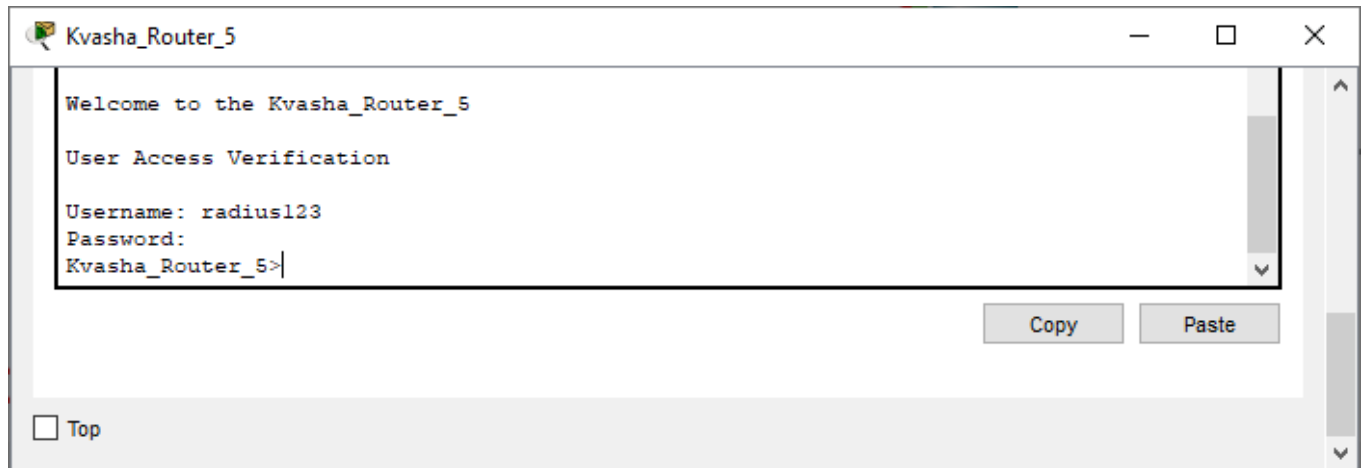 Kvasha_Router_5
Welcome to the Kvasha_Router_5
User Access Verification
Username: radius123
Password:
Kvasha_Router_5>
Copy Paste
Top